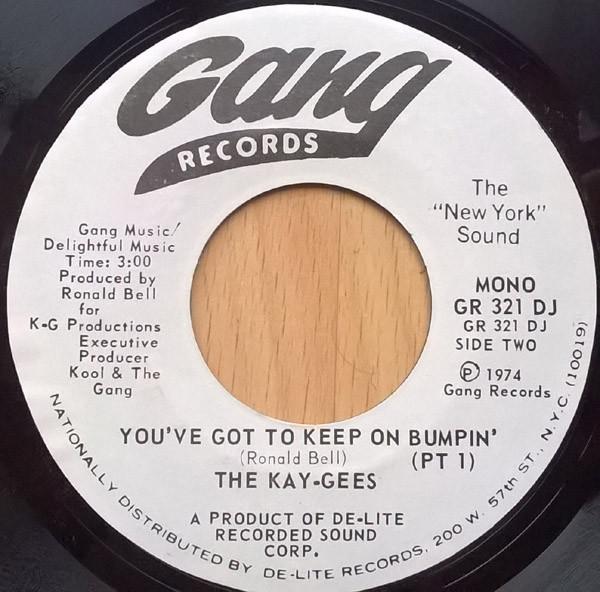 Gang
RECORDS
The
"New York"
Sound
Gang Music/
Delightful Music
Time: 3:00
Produced by
Ronald Bell
for
K-G Productions
Executive
Producer
Kool & The
Gang
MONO
GR 321 DJ
GR 321 DJ
SIDE TWO
Ⓟ 1974
Gang Records
YOU'VE GOT TO KEEP ON BUMPIN'
(Ronald Bell) (PT 1)
THE KAY-GEES
A PRODUCT OF DE-LITE
RECORDED SOUND
CORP.
NATIONALLY DISTRIBUTED BY DE-LITE RECORDS, 200 W. 57th ST., N.Y.C. (10019)